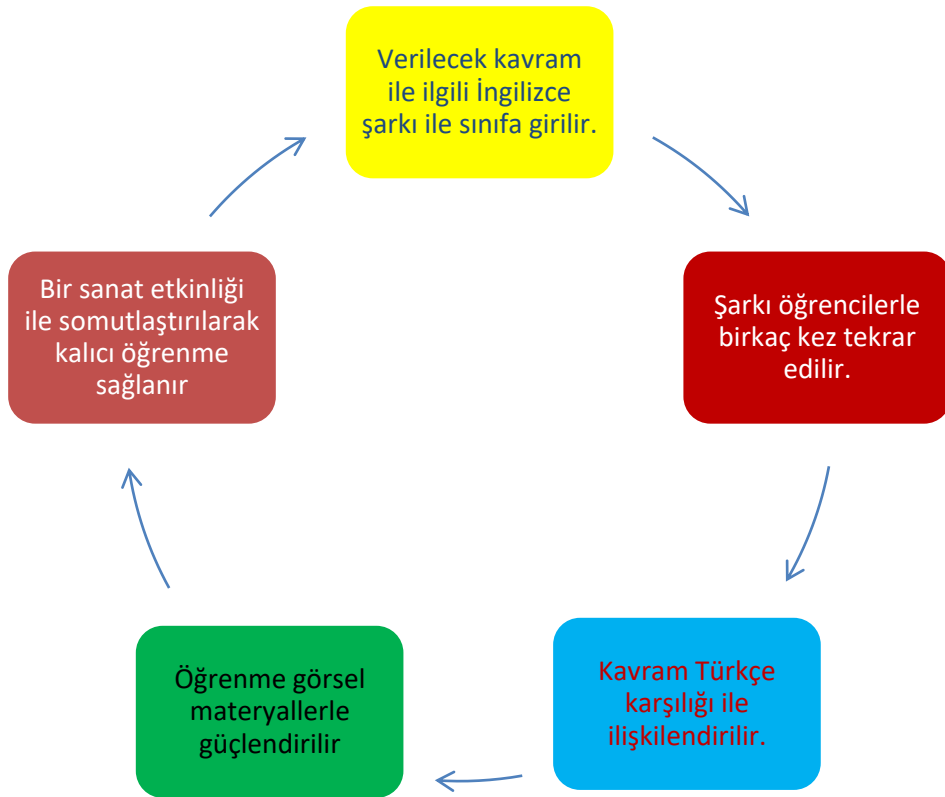 Verilecek kavram
ile ilgili İngilizce
şarkı ile sınıfa girilir.
Şarkı öğrencilerle
birkaç kez tekrar
edilir.
Kavram Türkçe
karşılığı ile
ilişkilendirilir.
Öğrenme görsel
materyallerle
güçlendirilir
Bir sanat etkinliği
ile somutlaştırılarak
kalıcı öğrenme
sağlanır